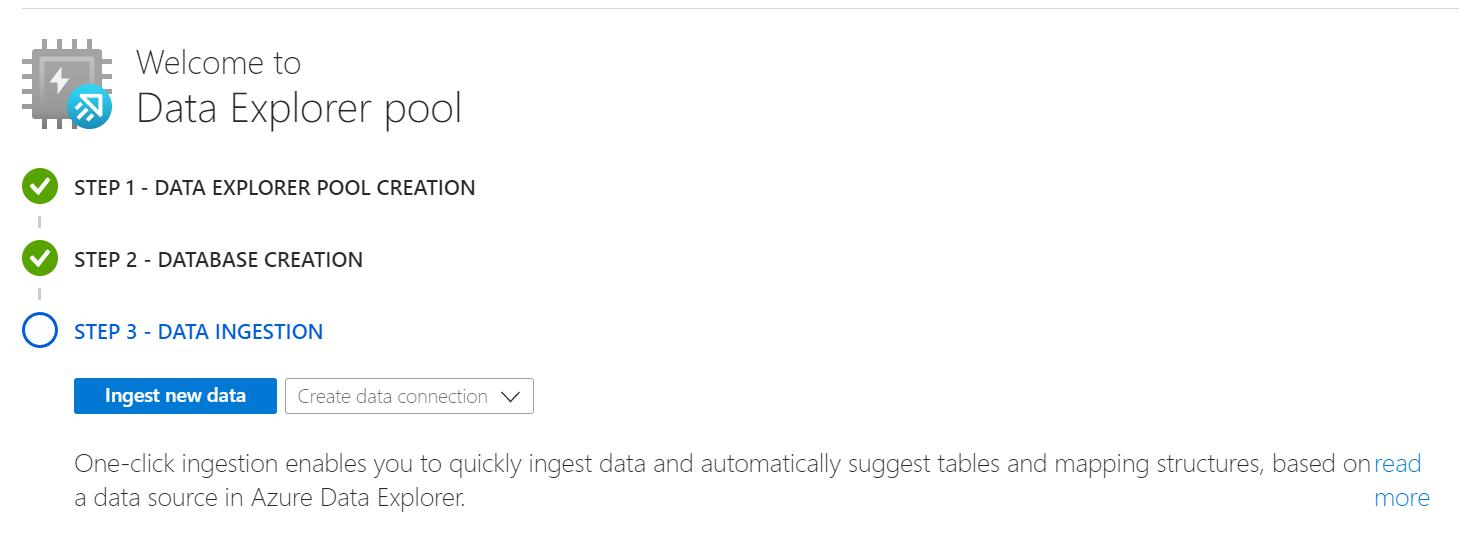 Welcome to
Data Explorer pool
STEP 1 - DATA EXPLORER POOL CREATION
STEP 2 - DATABASE CREATION
STEP 3 - DATA INGESTION
Ingest new data
Create data connection
One-click ingestion enables you to quickly ingest data and automatically suggest tables and mapping structures, based on read
a data source in Azure Data Explorer. more